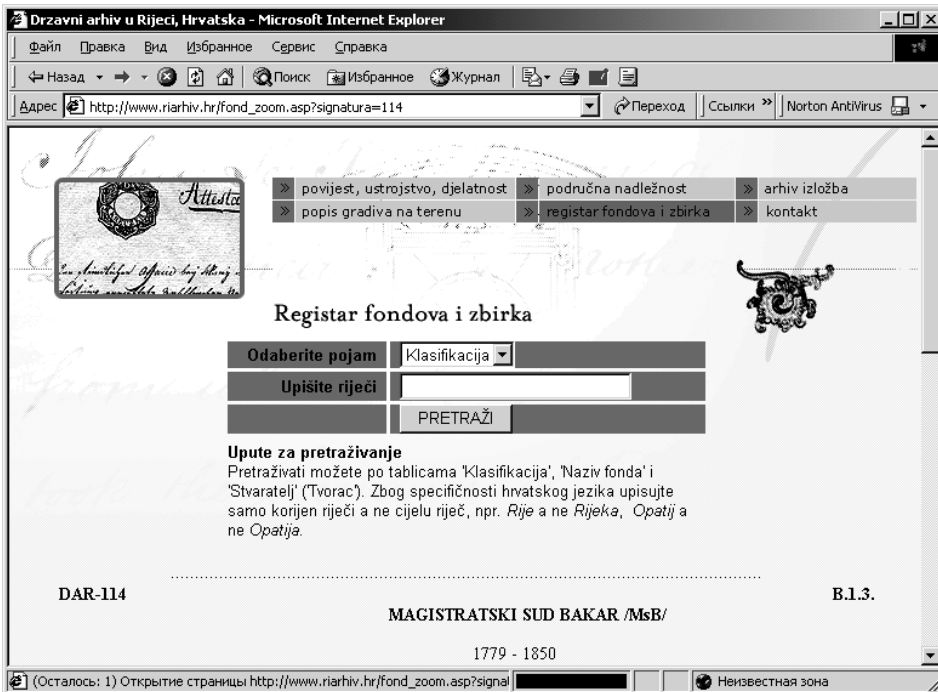 Drzavni arhiv u Rijeci, Hrvatska - Microsoft Internet Explorer
Файл Правка Вид Избранное Сервис Справка
Назад Поиск Избранное Журнал
Адрес http://www.riarhiv.hr/fond_zoom.asp?signatura=114 Переход Ссылки » Norton AntiVirus
Attesta
» povijest, ustrojstvo, djelatnost » područna nadležnost » arhiv izložba
» popis gradiva na terenu » registar fondova i zbirka » kontakt
Registar fondova i zbirka
Odaberite pojam Klasifikacija
Upišite riječi
PRETRAŽI
Upute za pretraživanje
Pretraživati možete po tablicama 'Klasifikacija', 'Naziv fonda' i
'Stvaratelj' ('Tvorac'). Zbog specifičnosti hrvatskog jezika upisujte
samo korijen riječi a ne cijelu riječ, npr. Rije a ne Rijeka, Opatij a
ne Opatija.
DAR-114 B.1.3.
MAGISTRATSKI SUD BAKAR /MsB/
1779 - 1850
(Осталось: 1) Открытие страницы http://www.riarhiv.hr/fond_zoom.asp?signa Неизвестная зона